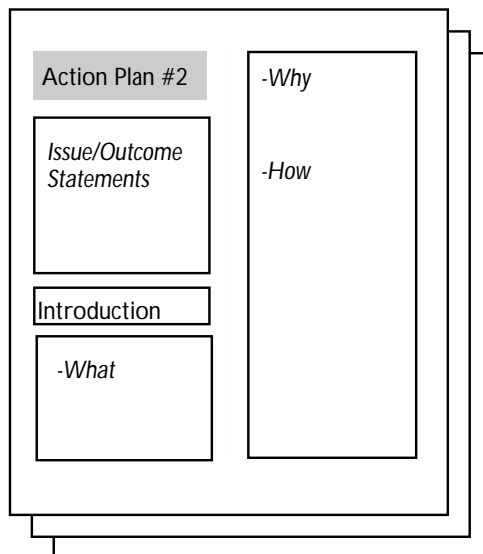 Action Plan #2
Issue/Outcome
Statements
Introduction
-What
-Why
-How